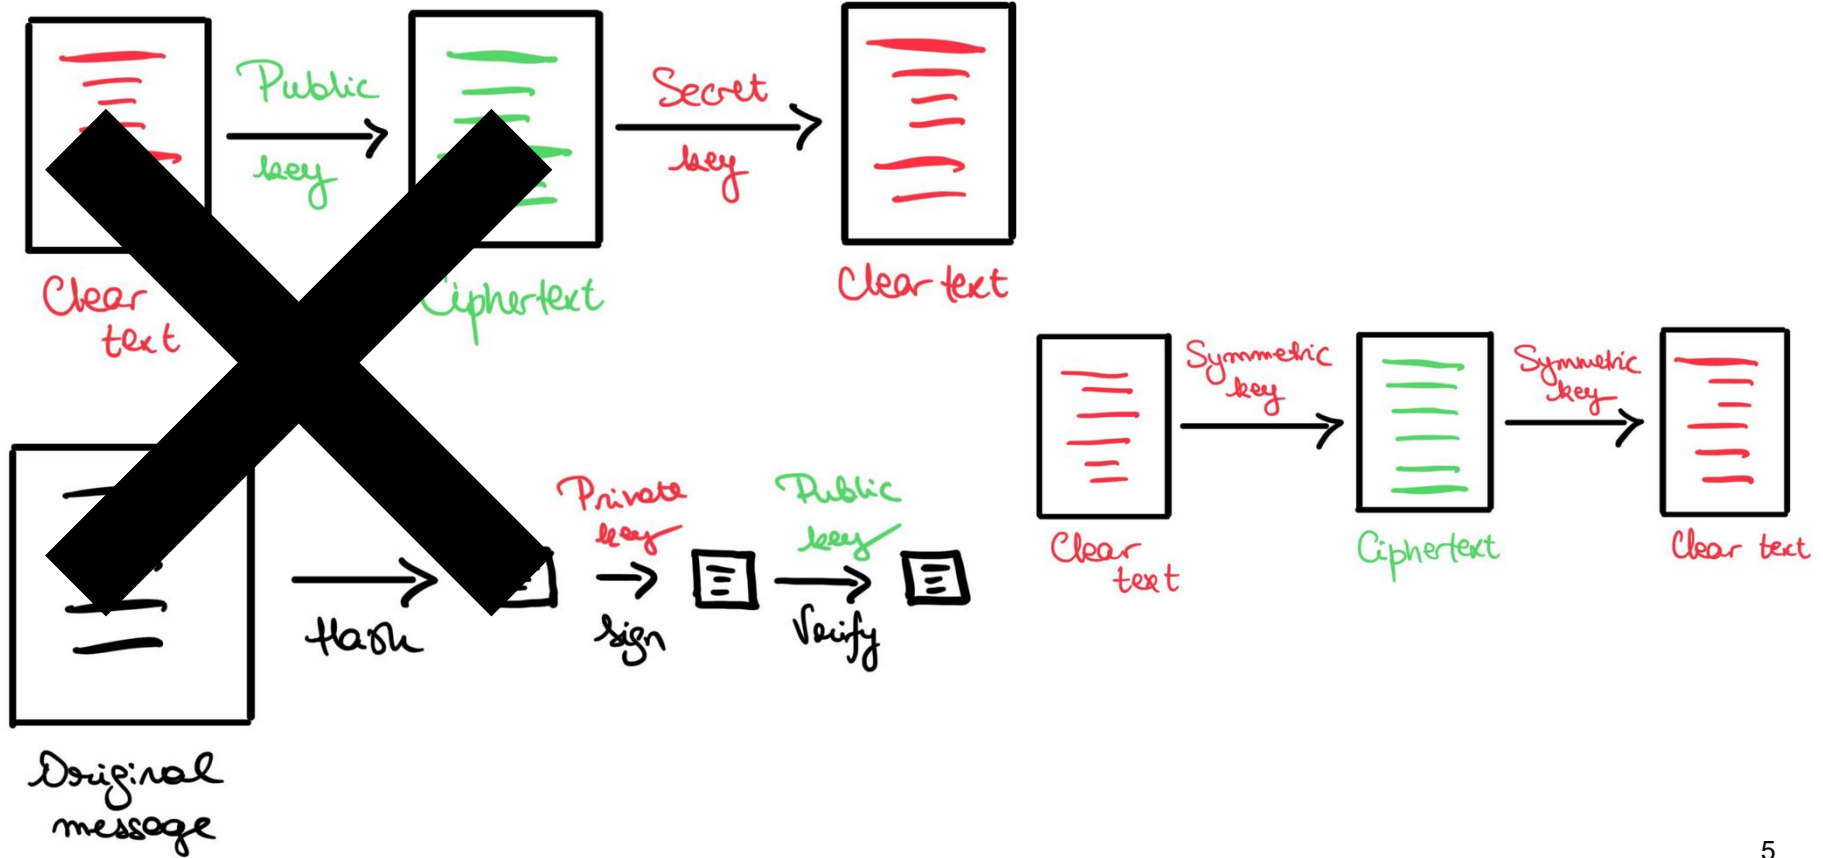 Public
key
Secret
key
Clear
text
Ciphertext
Clear text
Symmetric
key
Symmetric
key
Clear
text
Ciphertext
Clear text
Hash
Private
key
Sign
Public
key
Verify
Original
message
5